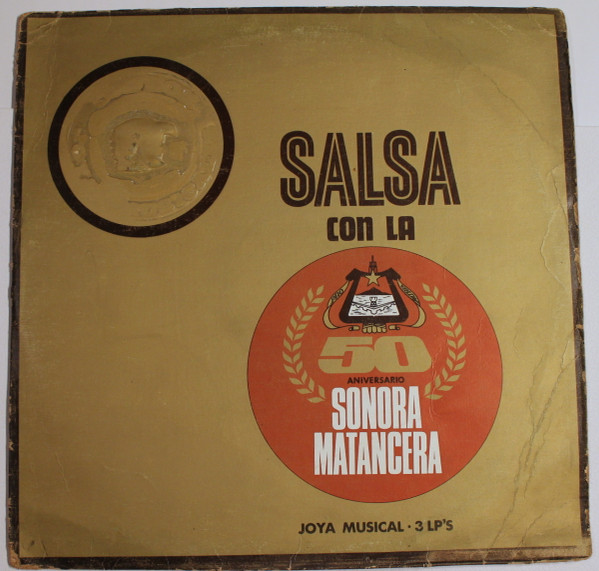 SALSA
CON LA
50
ANIVERSARIO
SONORA
MATANCERA
JOYA MUSICAL · 3 LP'S